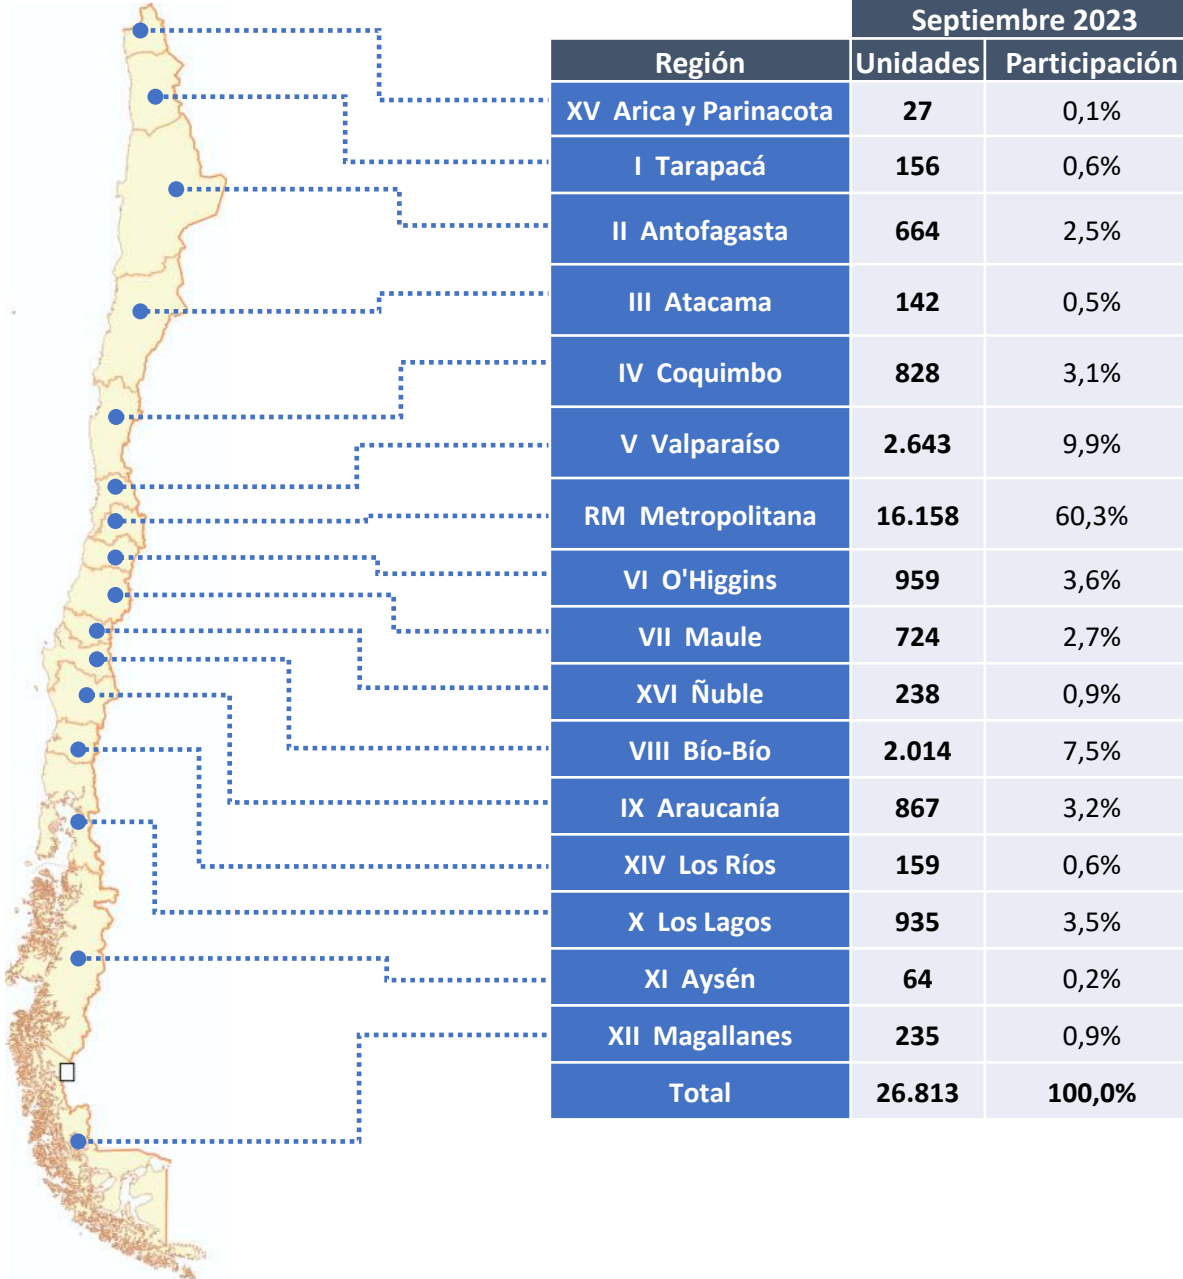 Septiembre 2023
Región Unidades Participación
XV Arica y Parinacota 27 0,1%
I Tarapacá 156 0,6%
II Antofagasta 664 2,5%
III Atacama 142 0,5%
IV Coquimbo 828 3,1%
V Valparaíso 2.643 9,9%
RM Metropolitana 16.158 60,3%
VI O'Higgins 959 3,6%
VII Maule 724 2,7%
XVI Ñuble 238 0,9%
VIII Bío-Bío 2.014 7,5%
IX Araucanía 867 3,2%
XIV Los Ríos 159 0,6%
X Los Lagos 935 3,5%
XI Aysén 64 0,2%
XII Magallanes 235 0,9%
Total 26.813 100,0%